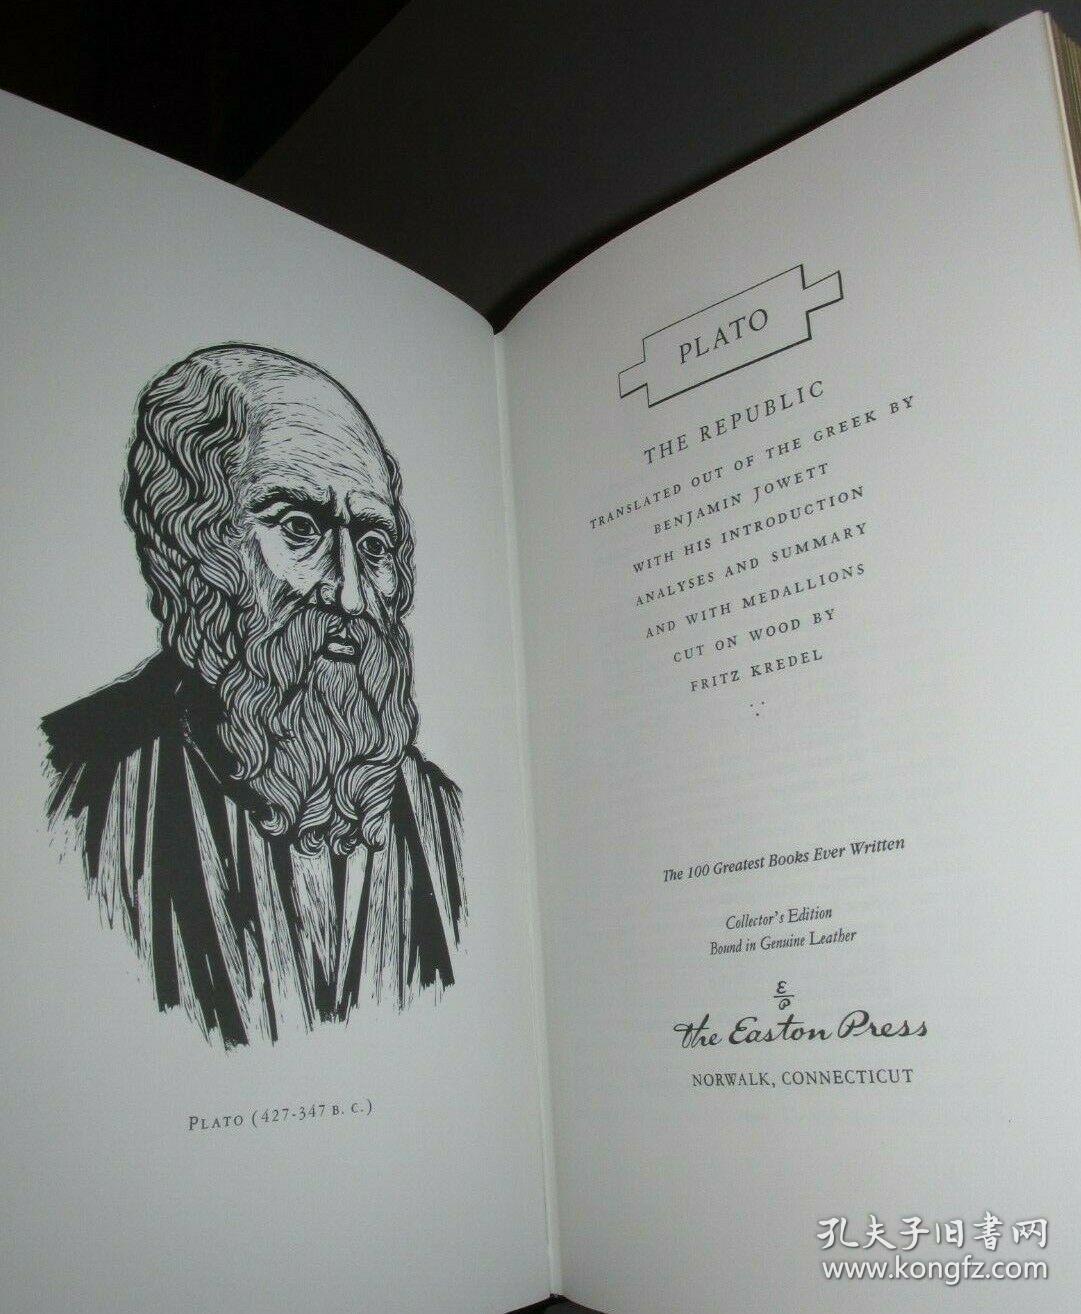 PLATO (427-347 B. C.)
PLATO
THE REPUBLIC
TRANSLATED OUT OF THE GREEK BY
BENJAMIN JOWETT
WITH HIS INTRODUCTION
ANALYSES AND SUMMARY
AND WITH MEDALLIONS
CUT ON WOOD BY
FRITZ KREDEL
The 100 Greatest Books Ever Written
Collector's Edition
Bound in Genuine Leather
EP
the Easton Press
NORWALK, CONNECTICUT
孔夫子旧书网
www.kongfz.com